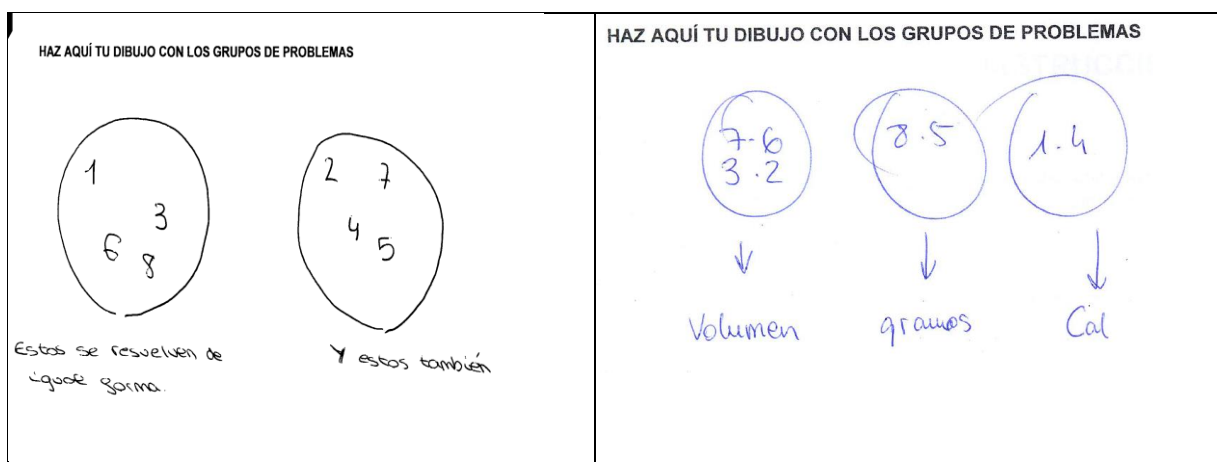 HAZ AQUÍ TU DIBUJO CON LOS GRUPOS DE PROBLEMAS
1
3
6 8
2 7
4
5
Estos se resuelven de
igual forma.
Y estos también
HAZ AQUÍ TU DIBUJO CON LOS GRUPOS DE PROBLEMAS
7-6
3.2
8.5
1.4
Volumen
gramos
Cal